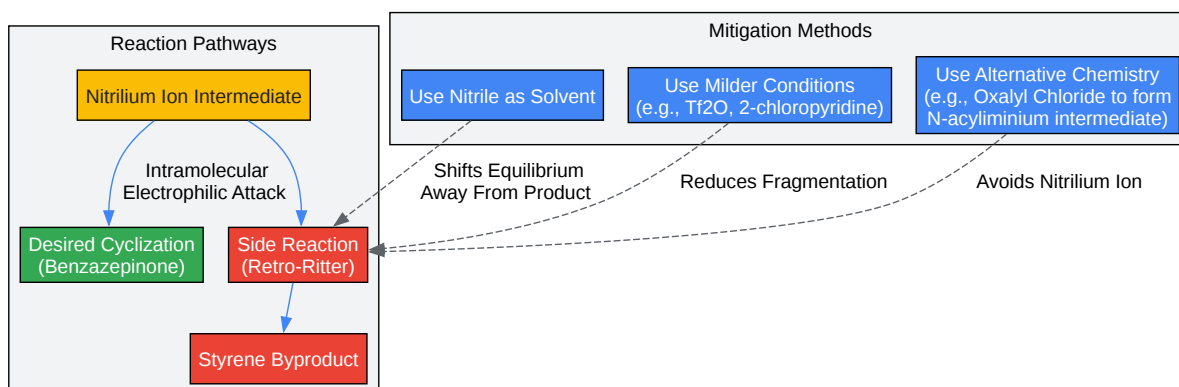 Reaction Pathways
Nitrilium Ion Intermediate
Intramolecular
Electrophilic Attack
Desired Cyclization
(Benzazepinone)
Side Reaction
(Retro-Ritter)
Styrene Byproduct
Mitigation Methods
Use Nitrile as Solvent
Use Milder Conditions
(e.g., Tf2O, 2-chloropyridine)
Use Alternative Chemistry
(e.g., Oxalyl Chloride to form
N-acyliminium intermediate)
Shifts Equilibrium
Away From Product
Reduces Fragmentation
Avoids Nitrilium Ion